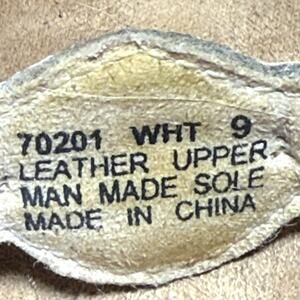 70201 WHT 9
LEATHER UPPER
MAN MADE SOLE
MADE IN CHINA